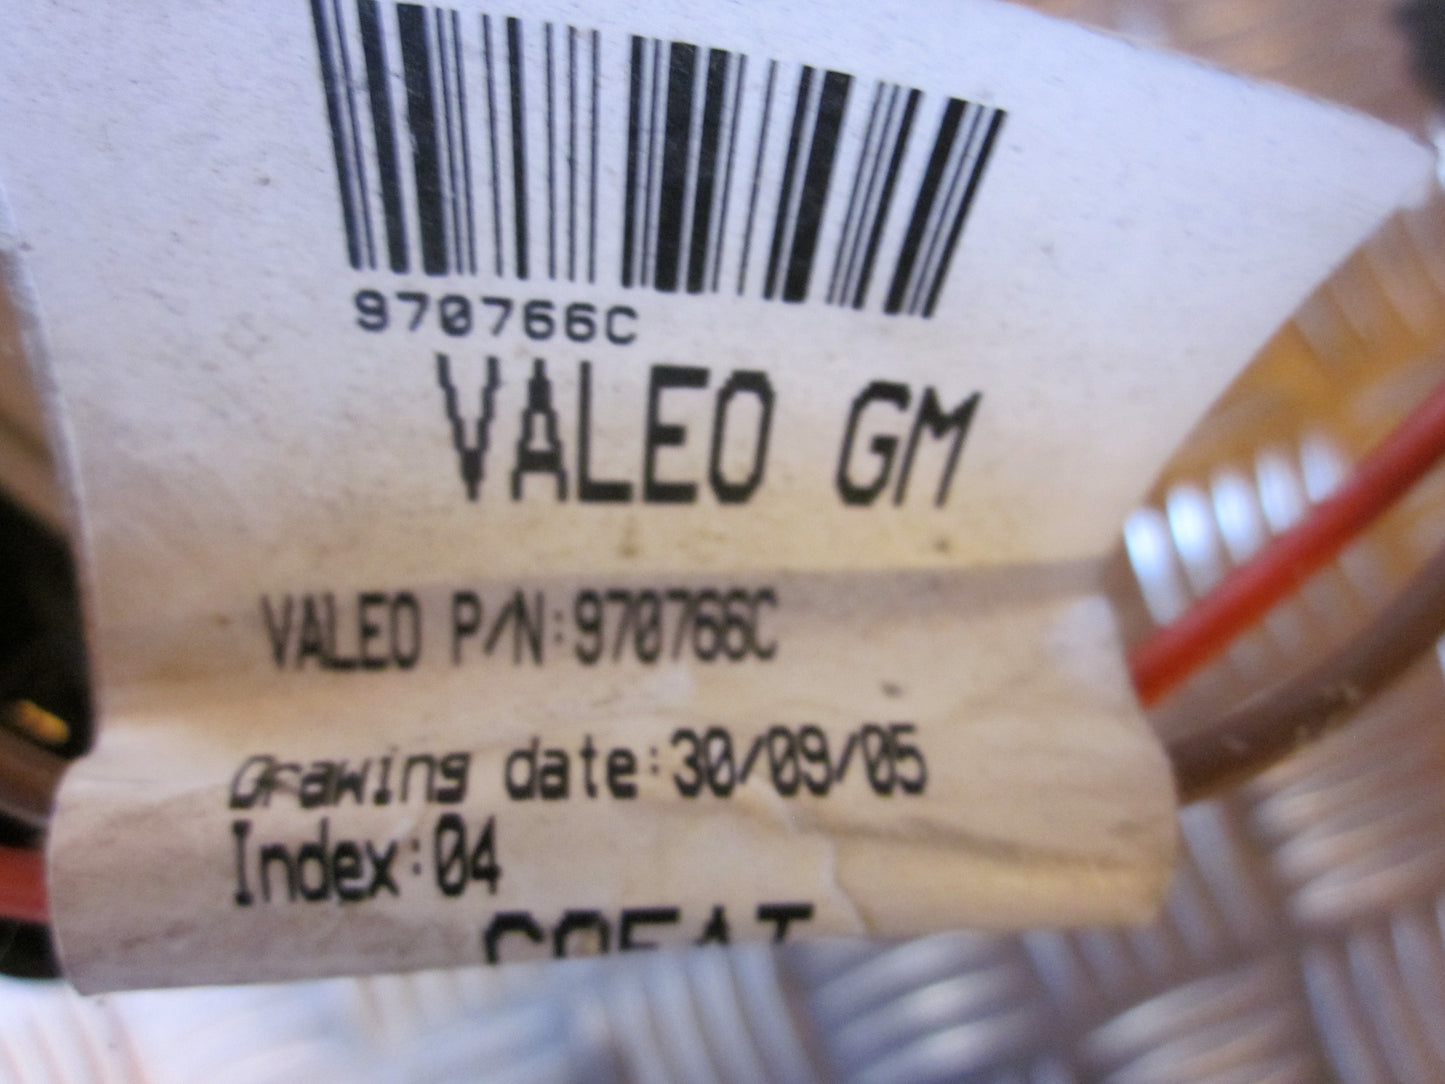 970766C
VALEO GM
VALEO P/N:970766C
Drawing date:30/09/05
Index:04